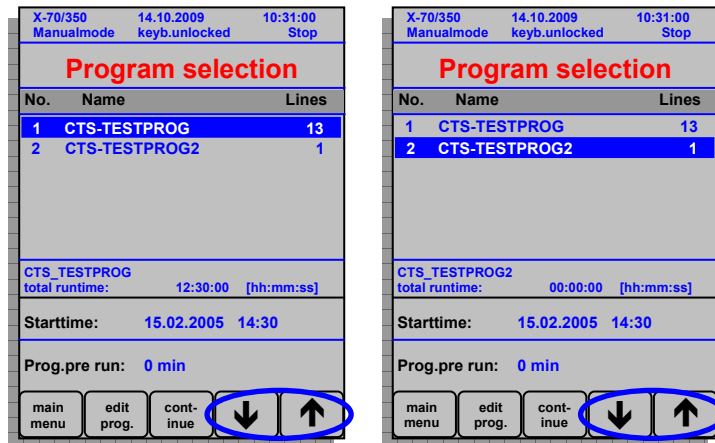 X-70/350 14.10.2009 10:31:00
Manualmode keyb.unlocked Stop
Program selection
No. Name Lines
1 CTS-TESTPROG 13
2 CTS-TESTPROG2 1
CTS_TESTPROG
total runtime: 12:30:00 [hh:mm:ss]
Starttime: 15.02.2005 14:30
Prog.pre run: 0 min
main menu
edit prog.
cont-
inue
X-70/350 14.10.2009 10:31:00
Manualmode keyb.unlocked Stop
Program selection
No. Name Lines
1 CTS-TESTPROG 13
2 CTS-TESTPROG2 1
CTS_TESTPROG2
total runtime: 00:00:00 [hh:mm:ss]
Starttime: 15.02.2005 14:30
Prog.pre run: 0 min
main menu
edit prog.
cont-
inue